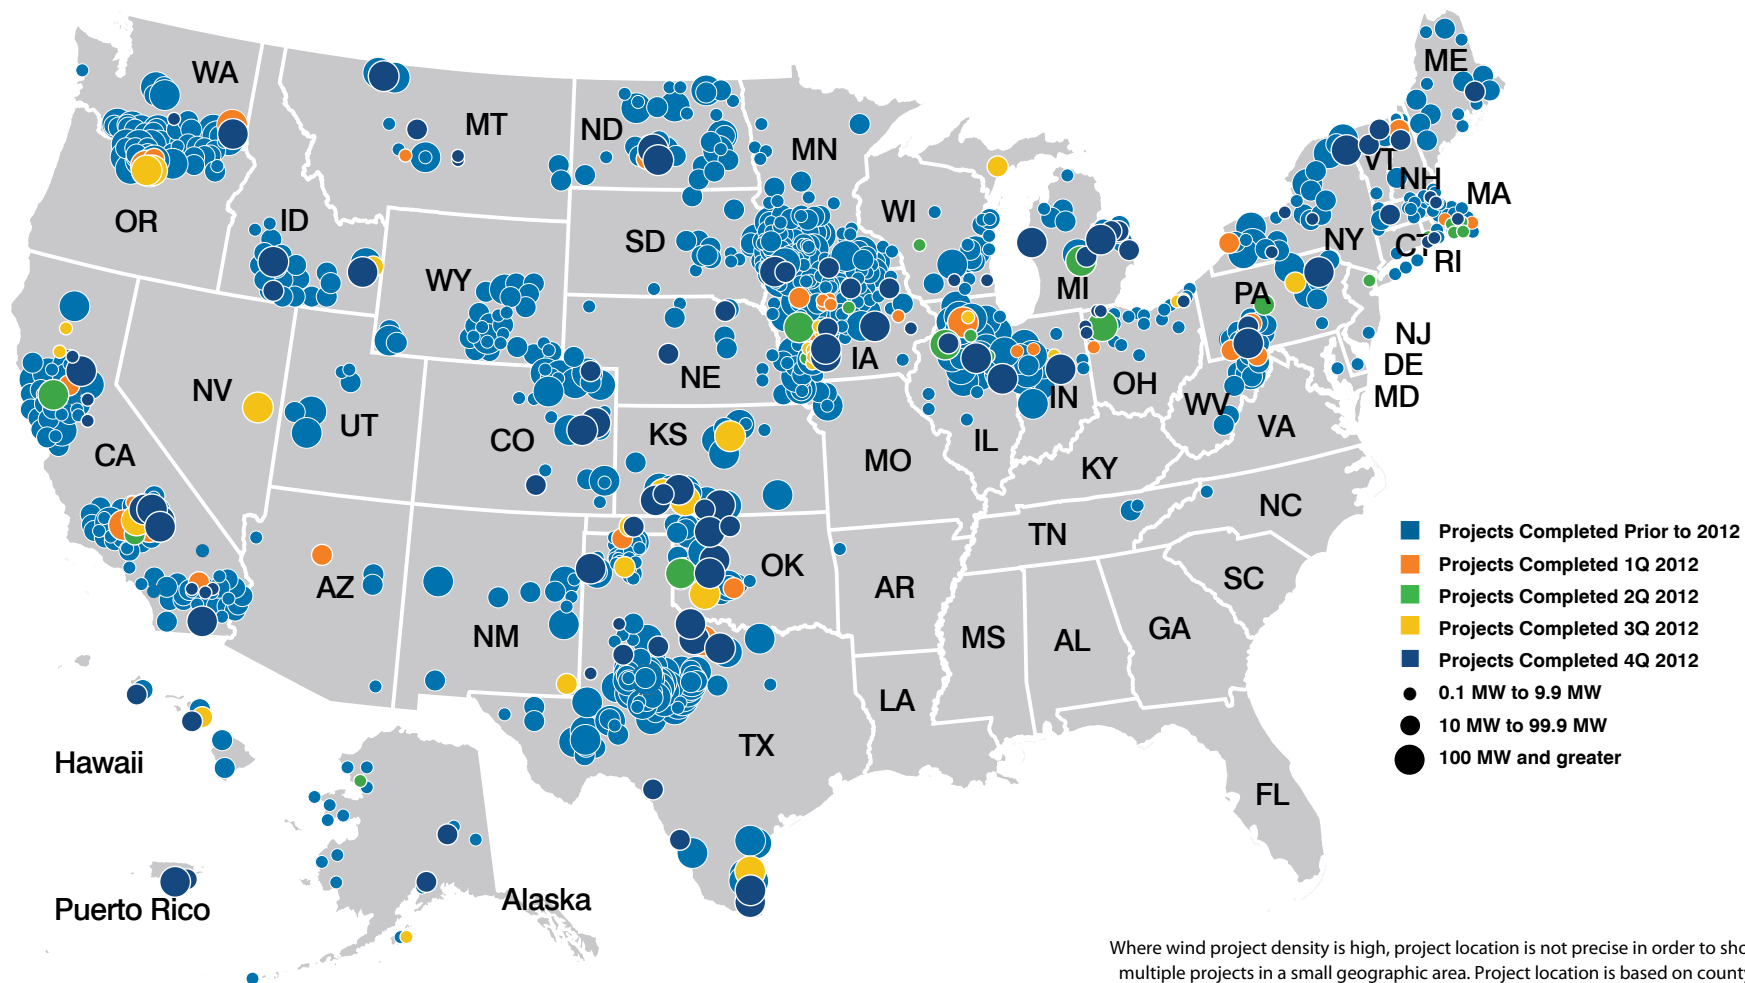 WA
ME
MT
ND
MN
VT
NH
MA
OR
ID
SD
WI
NY
CT
RI
WY
MI
PA
NJ
NE
IA
DE
NV
UT
CO
KS
IL
IN
OH
WV
MD
VA
CA
MO
KY
NC
TN
AZ
NM
OK
AR
SC
MS
AL
GA
LA
TX
FL
Projects Completed Prior to 2012
Projects Completed 1Q 2012
Projects Completed 2Q 2012
Projects Completed 3Q 2012
Projects Completed 4Q 2012
0.1 MW to 9.9 MW
10 MW to 99.9 MW
100 MW and greater
Hawaii
Alaska
Puerto Rico
Where wind project density is high, project location is not precise in order to sho
multiple projects in a small geographic area. Project location is based on county